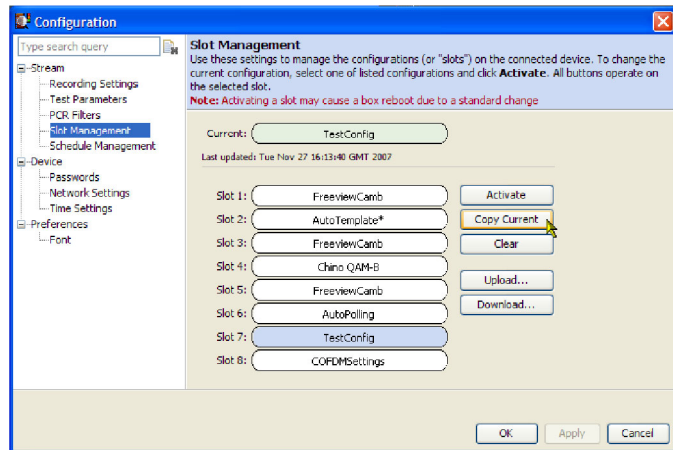 Configuration
Type search query
Stream
Recording Settings
Test Parameters
PCR Filters
Slot Management
Schedule Management
Device
Passwords
Network Settings
Time Settings
Preferences
Font
Slot Management
Use these settings to manage the configurations (or "slots") on the connected device. To change the
current configuration, select one of listed configurations and click Activate. All buttons operate on
the selected slot.
Note: Activating a slot may cause a box reboot due to a standard change
Current: TestConfig
Last updated: Tue Nov 27 16:13:40 GMT 2007
Slot 1: FreeviewCamb
Slot 2: AutoTemplate*
Slot 3: FreeviewCamb
Slot 4: Chino QAM-B
Slot 5: FreeviewCamb
Slot 6: AutoPolling
Slot 7: TestConfig
Slot 8: COFDMSettings
Activate
Copy Current
Clear
Upload...
Download...
OK
Apply
Cancel